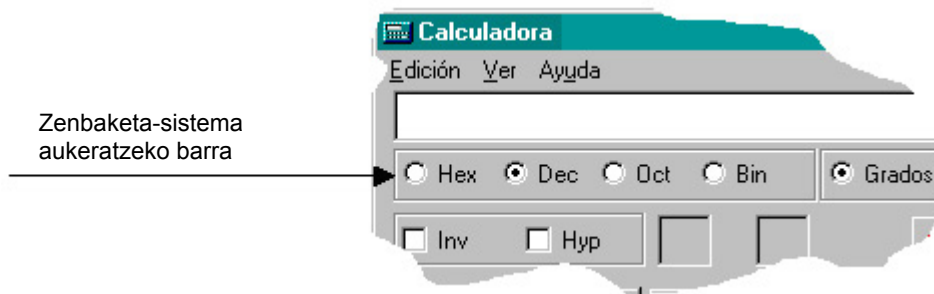 Calculadora
Edición Ver Ayuda
Zenbaketa-sistema
aukeratzeko barra
Hex Dec Oct Bin Grados
Inv Hyp